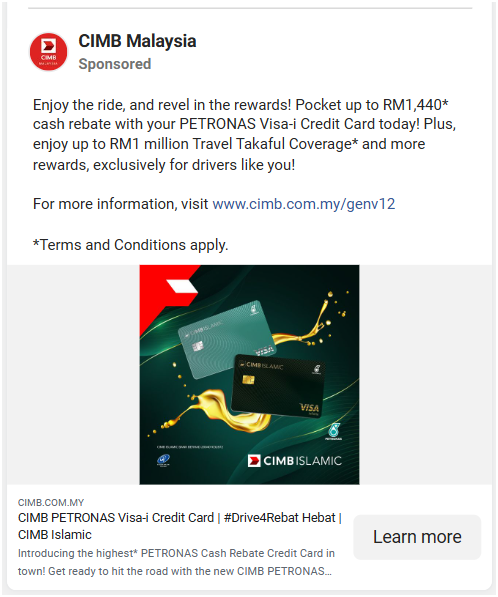 CIMB Malaysia
Sponsored
Enjoy the ride, and revel in the rewards! Pocket up to RM1,440*
cash rebate with your PETRONAS Visa-i Credit Card today! Plus,
enjoy up to RM1 million Travel Takaful Coverage* and more
rewards, exclusively for drivers like you!
For more information, visit www.cimb.com.my/genv12
*Terms and Conditions apply.
CIMB ISLAMIC
CIMB ISLAMIC
VISA
PETRONAS
CIMB ISLAMIC
CIMB.COM.MY
CIMB PETRONAS Visa-i Credit Card | #Drive4Rebat Hebat |
CIMB Islamic
Introducing the highest* PETRONAS Cash Rebate Credit Card in
town! Get ready to hit the road with the new CIMB PETRONAS...
Learn more